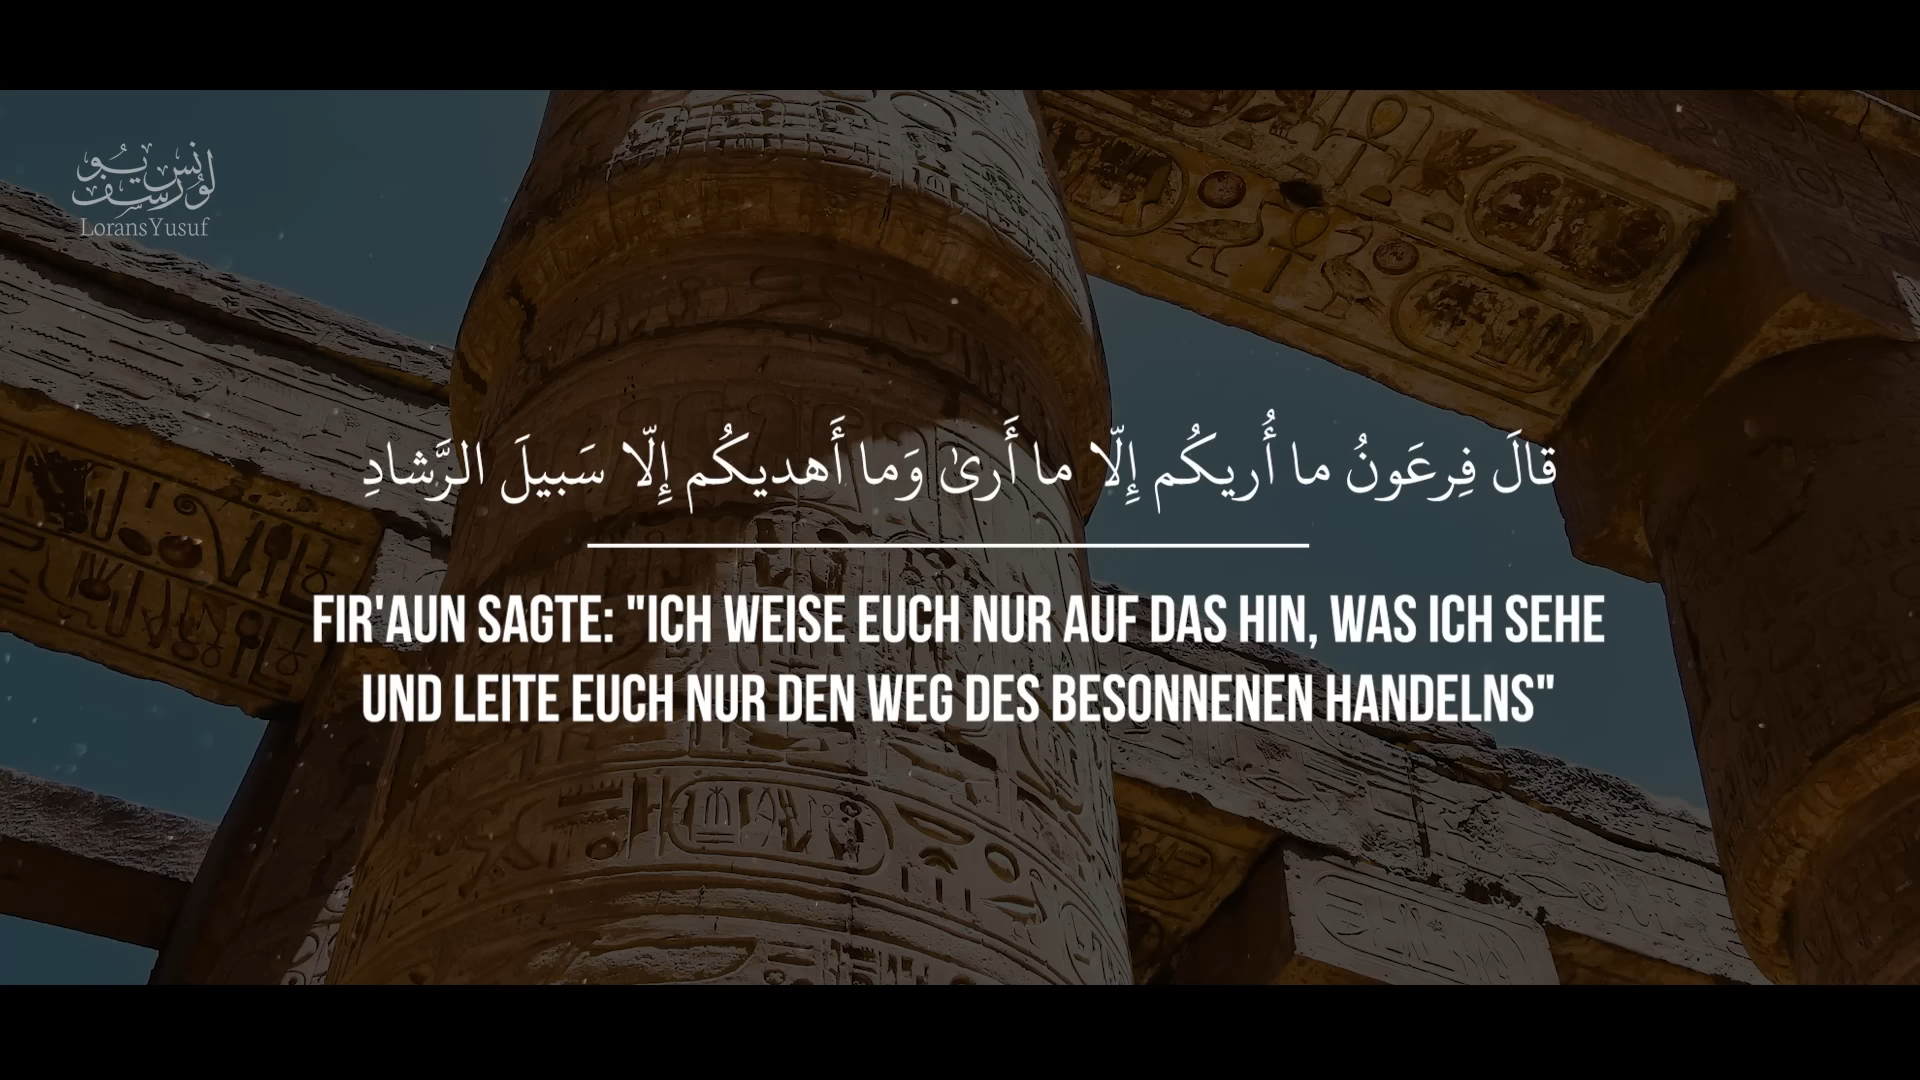 لورانس يوسف
LoransYusuf
قالَ فِرعَونُ ما أُريكُم إِلّا ما أَرىٰ وَما أَهديكُم إِلّا سَبيلَ الرَّشادِ
FIR'AUN SAGTE: "ICH WEISE EUCH NUR AUF DAS HIN, WAS ICH SEHE
UND LEITE EUCH NUR DEN WEG DES BESONNENEN HANDELNS"